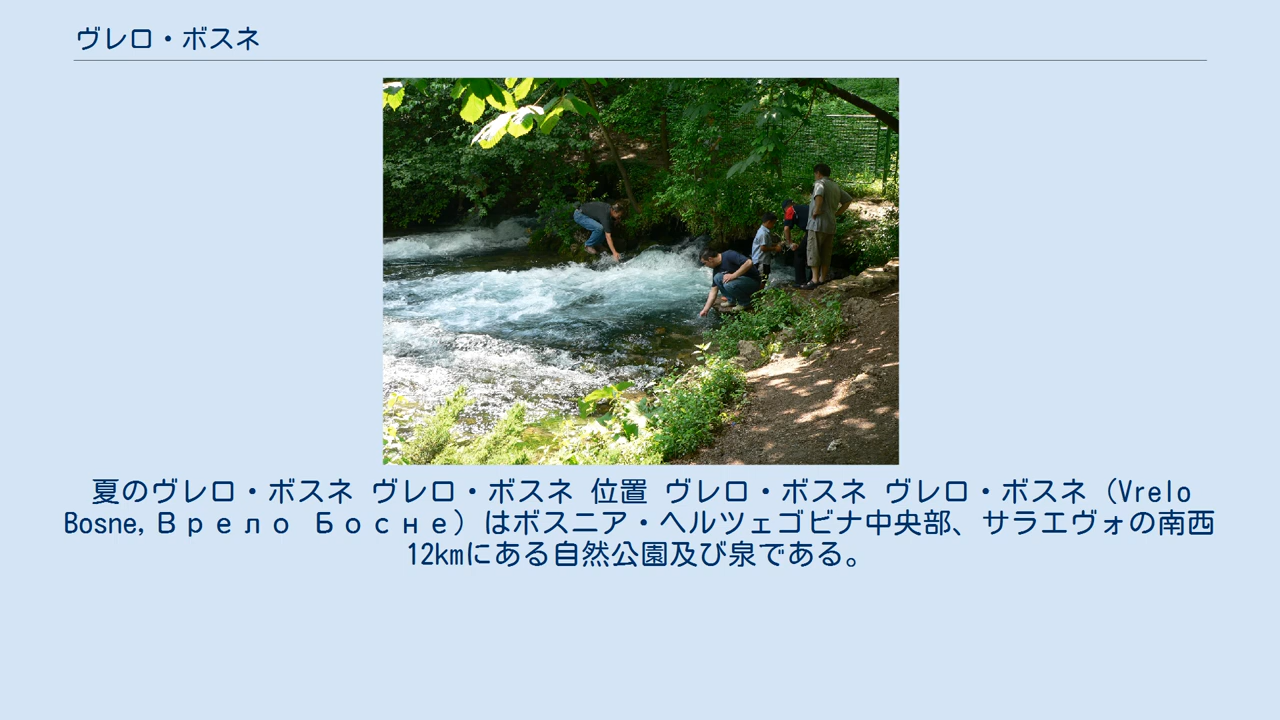 ヴレロ・ボスネ
夏のヴレロ・ボスネ ヴレロ・ボスネ 位置 ヴレロ・ボスネ ヴレロ・ボスネ（Vrelo
Bosne, Врело Босне）はボスニア・ヘルツェゴビナ中央部、サラエヴォの南西
12kmにある自然公園及び泉である。